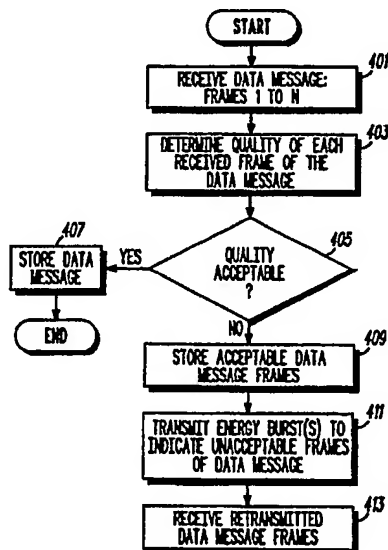 START
401
RECEIVE DATA MESSAGE:
FRAMES 1 TO N
403
DETERMINE QUALITY OF EACH
RECEIVED FRAME OF THE
DATA MESSAGE
407
405
STORE DATA
MESSAGE
YES
QUALITY
ACCEPTABLE
?
END
NO
409
STORE ACCEPTABLE DATA
MESSAGE FRAMES
411
TRANSMIT ENERGY BURST(S) TO
INDICATE UNACCEPTABLE FRAMES
OF DATA MESSAGE
413
RECEIVE RETRANSMITTED
DATA MESSAGE FRAMES